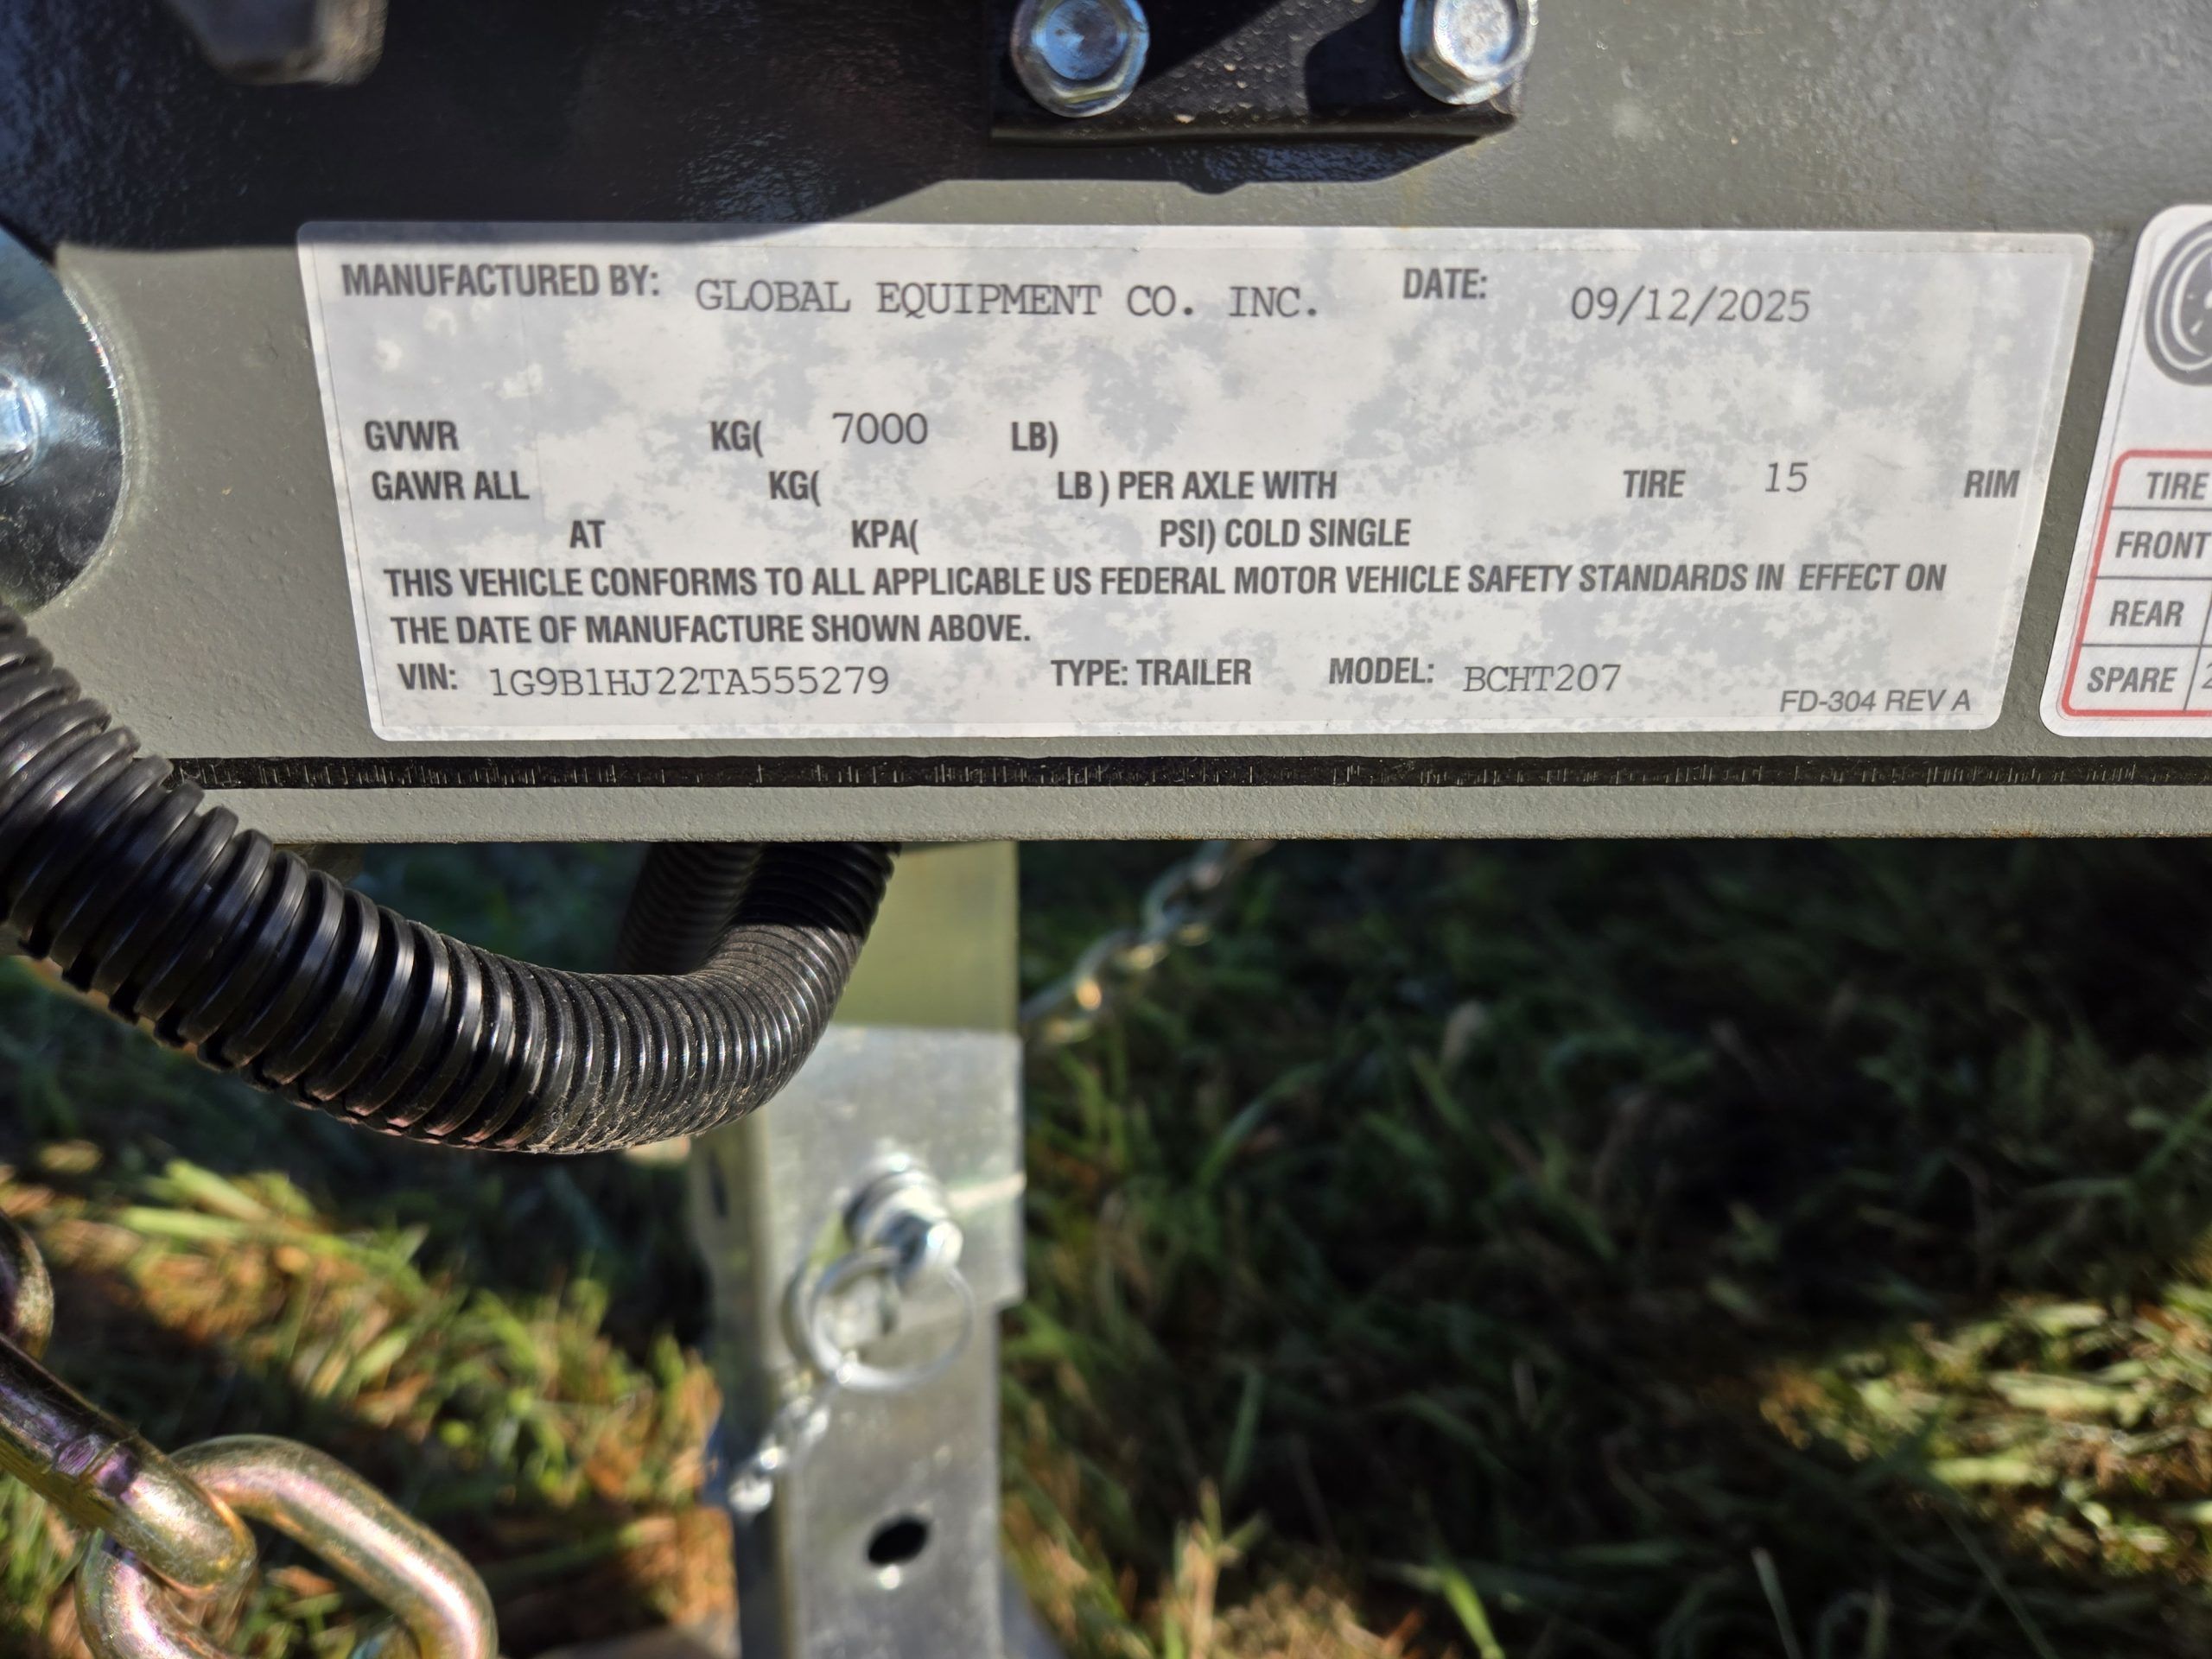 MANUFACTURED BY: GLOBAL EQUIPMENT CO. INC. DATE: 09/12/2025
GVWR KG( 7000 LB)
GAWR ALL KG( LB ) PER AXLE WITH TIRE 15 RIM
AT KPA( PSI) COLD SINGLE
THIS VEHICLE CONFORMS TO ALL APPLICABLE US FEDERAL MOTOR VEHICLE SAFETY STANDARDS IN EFFECT ON
THE DATE OF MANUFACTURE SHOWN ABOVE.
VIN: 1G9B1HJ22TA555279 TYPE: TRAILER MODEL: BCHT207
FD-304 REV A
TIRE
FRONT
REAR
SPARE